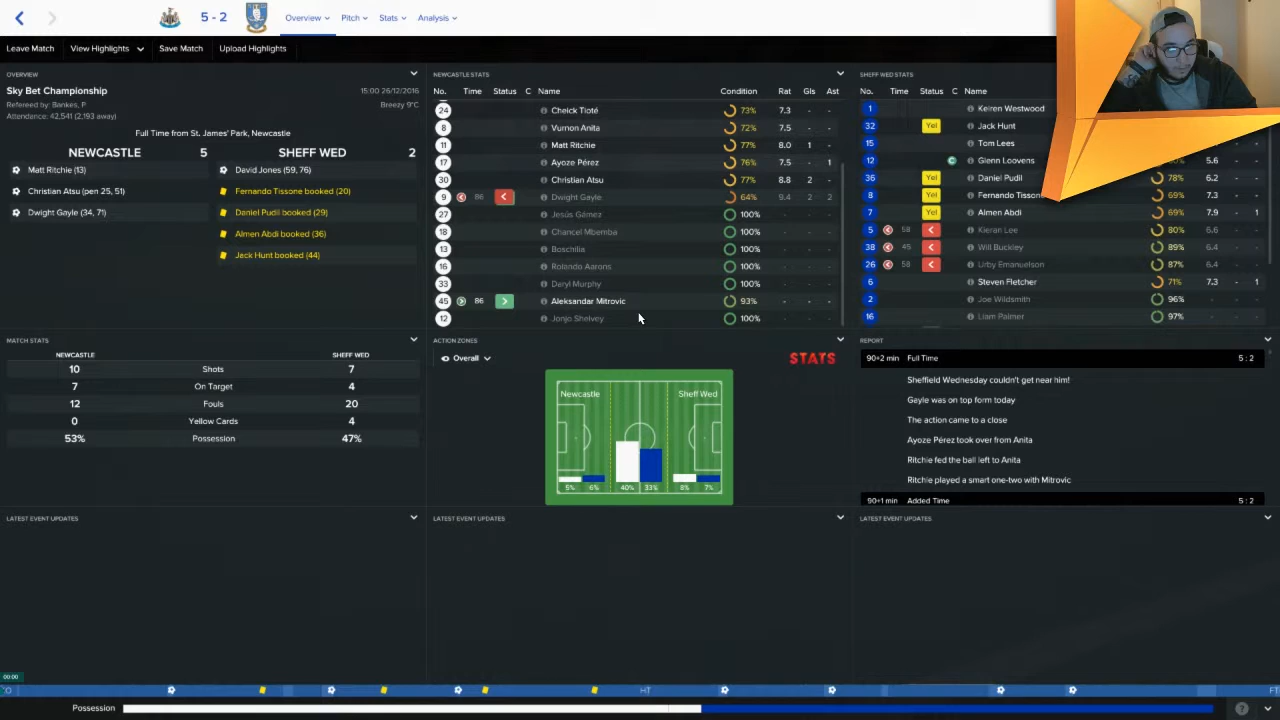 5 - 2
Overview Pitch Stats Analysis
Leave Match View Highlights Save Match Upload Highlights
OVERVIEW
Sky Bet Championship 15:00 26/12/2016
Refereed by: Bankes, P Breezy 9°C
Attendance: 42,541 (2,193 away)
Full Time from St. James' Park, Newcastle
NEWCASTLE 5 SHEFF WED 2
Matt Ritchie (13) David Jones (59, 76)
Christian Atsu (pen 25, 51) Fernando Tissone booked (20)
Dwight Gayle (34, 71) Daniel Pudil booked (29)
Almen Abdi booked (36)
Jack Hunt booked (44)
NEWCASTLE STATS
No. Time Status C Name Condition Rat Gls Ast
24 Cheick Tioté 73% 7.3 - -
8 Vurnon Anita 72% 7.5 - -
11 Matt Ritchie 77% 8.0 1 -
17 Ayoze Pérez 76% 7.5 - 1
30 Christian Atsu 77% 8.8 2 -
9 86 Dwight Gayle 64% 9.4 2 2
27 Jesús Gámez 100% - - -
18 Chancel Mbemba 100% - - -
13 Boschilia 100% - - -
16 Rolando Aarons 100% - - -
33 Daryl Murphy 100% - - -
45 86 Aleksandar Mitrovic 93% - - -
12 Jonjo Shelvey 100% - - -
SHEFF WED STATS
No. Time Status C Name
1 Keiren Westwood
32 Yel Jack Hunt
15 Tom Lees
12 C Glenn Loovens 5.6 -
36 Yel Daniel Pudil 78% 6.2 - -
8 Yel Fernando Tissone 69% 7.3 - -
7 Yel Almen Abdi 69% 7.9 - 1
5 58 Kieran Lee 80% 6.6 - -
38 45 Will Buckley 89% 6.4 - -
26 58 Urby Emanuelson 87% 6.4 - -
6 Steven Fletcher 71% 7.3 - 1
2 Joe Wildsmith 96% - - -
16 Liam Palmer 97% - - -
MATCH STATS
NEWCASTLE SHEFF WED
10 Shots 7
7 On Target 4
12 Fouls 20
0 Yellow Cards 4
53% Possession 47%
ACTION ZONES
Overall STATS
Newcastle Sheff Wed
5% 6% 40% 33% 8% 7%
REPORT
90+2 min Full Time 5 : 2
Sheffield Wednesday couldn't get near him!
Gayle was on top form today
The action came to a close
Ayoze Pérez took over from Anita
Ritchie fed the ball left to Anita
Ritchie played a smart one-two with Mitrovic
90+1 min Added Time 5 : 2
LATEST EVENT UPDATES LATEST EVENT UPDATES LATEST EVENT UPDATES
00:00
HT FT
Possession ?